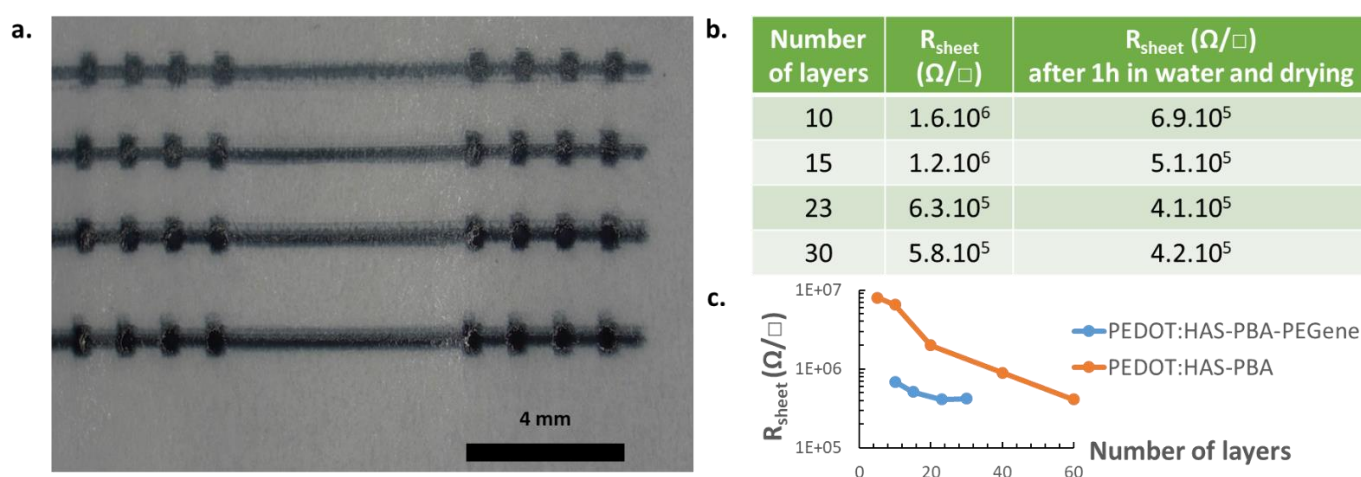 a.
4 mm
b.
Number of layers
R_sheet (Ω/□)
R_sheet (Ω/□) after 1h in water and drying
10 1.6.10⁶ 6.9.10⁵
15 1.2.10⁶ 5.1.10⁵
23 6.3.10⁵ 4.1.10⁵
30 5.8.10⁵ 4.2.10⁵
c.
R_sheet (Ω/□)
1E+07
1E+06
1E+05
0 20 40 60
Number of layers
PEDOT:HAS-PBA-PEGene
PEDOT:HAS-PBA